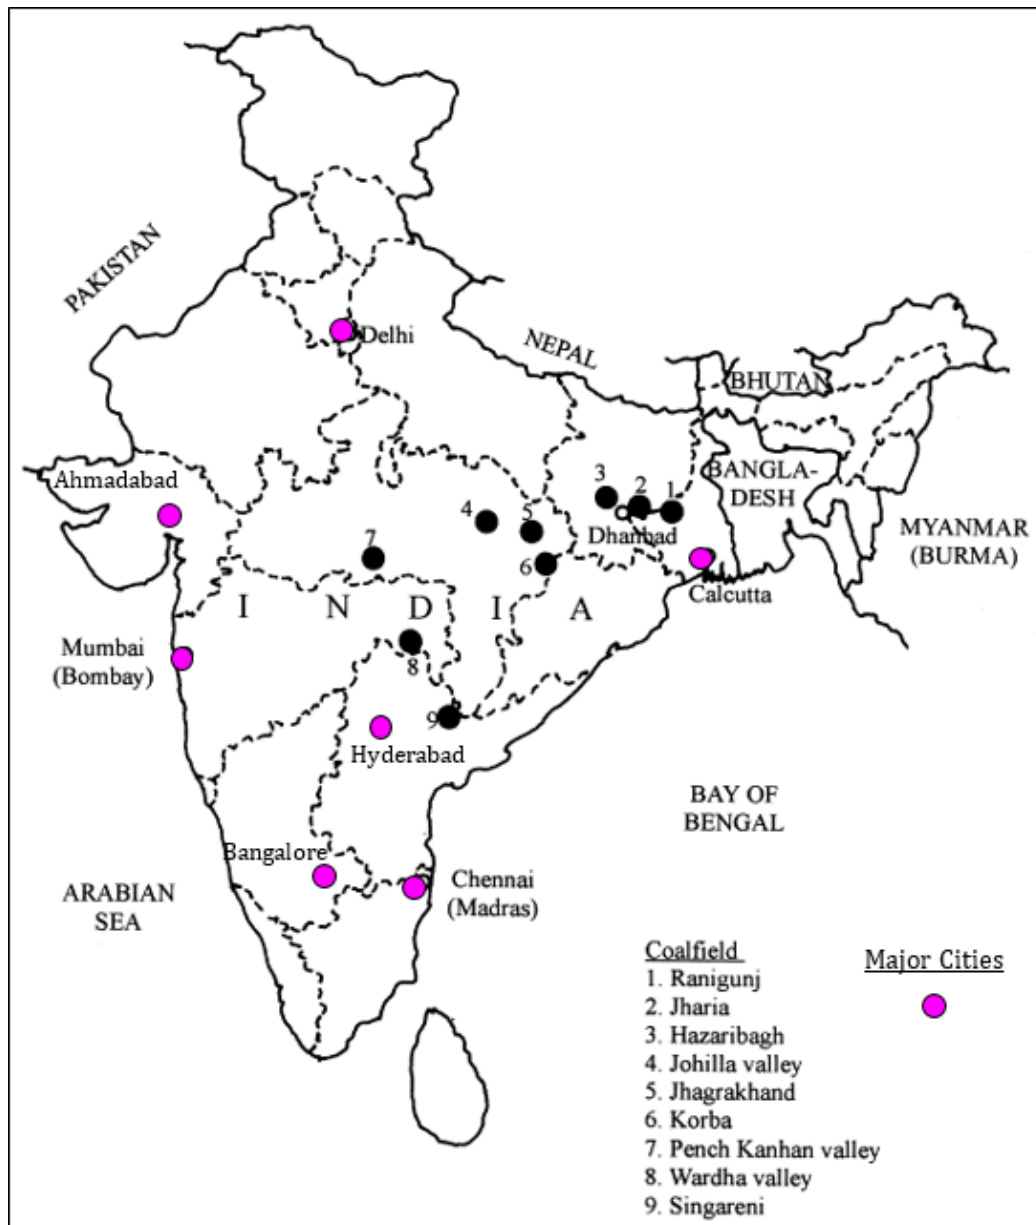 PAKISTAN
Delhi
NEPAL
BHUTAN
Ahmadabad
BANGLA-
DESH
MYANMAR
(BURMA)
3
2
1
Dhanbad
4
5
6
7
Calcutta
I N D I A
Mumbai
(Bombay)
8
9
Hyderabad
BAY OF
BENGAL
Bangalore
ARABIAN
SEA
Chennai
(Madras)
Coalfield
1. Ranigunj
2. Jharia
3. Hazaribagh
4. Johilla valley
5. Jhagrakhand
6. Korba
7. Pench Kanhan valley
8. Wardha valley
9. Singareni
Major Cities